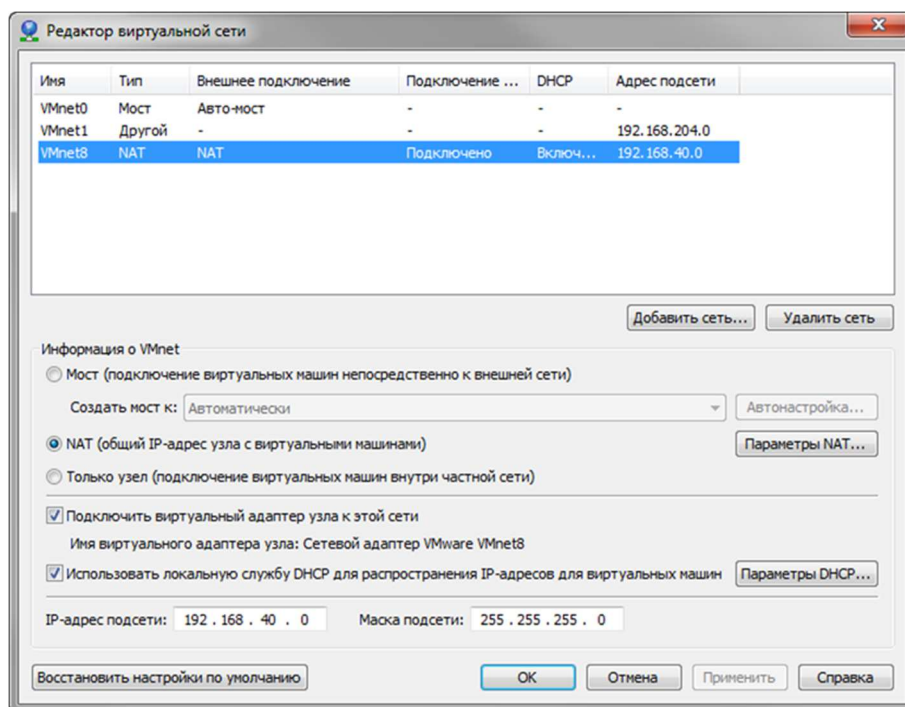 Редактор виртуальной сети
Имя Тип Внешнее подключение Подключение ... DHCP Адрес подсети
VMnet0 Мост Авто-мост - - -
VMnet1 Другой - - - 192.168.204.0
VMnet8 NAT NAT Подключено Включ... 192.168.40.0
Добавить сеть... Удалить сеть
Информация о VMnet
Мост (подключение виртуальных машин непосредственно к внешней сети)
Создать мост к: Автоматически Автонастройка...
NAT (общий IP-адрес узла с виртуальными машинами) Параметры NAT...
Только узел (подключение виртуальных машин внутри частной сети)
Подключить виртуальный адаптер узла к этой сети
Имя виртуального адаптера узла: Сетевой адаптер VMware VMnet8
Использовать локальную службу DHCP для распространения IP-адресов для виртуальных машин Параметры DHCP...
IP-адрес подсети: 192 . 168 . 40 . 0 Маска подсети: 255 . 255 . 255 . 0
Восстановить настройки по умолчанию OK Отмена Применить Справка